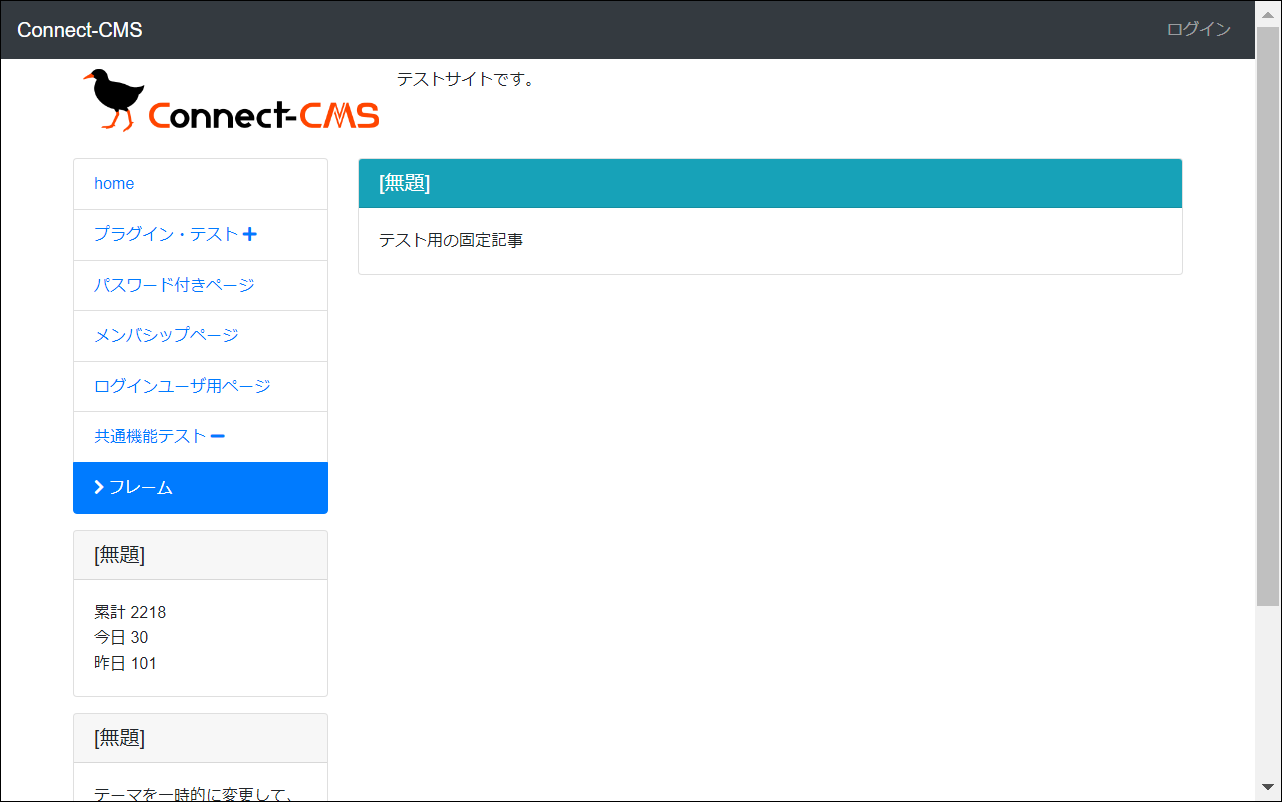 Connect-CMS
ログイン
Connect-CMS
テストサイトです。
home
プラグイン・テスト
パスワード付きページ
メンバシップページ
ログインユーザ用ページ
共通機能テスト
フレーム
[無題]
テスト用の固定記事
[無題]
累計 2218
今日 30
昨日 101
[無題]
テーマを一時的に変更して、